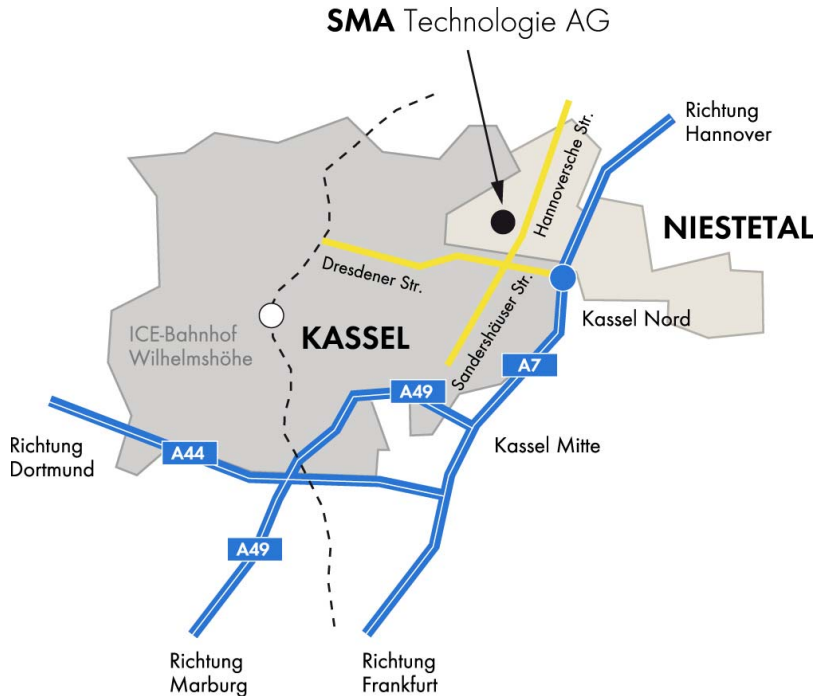 SMA Technologie AG
Richtung
Hannover
Hannoversche Str.
NIESTETAL
Dresdener Str.
Sandershäuser Str.
Kassel Nord
ICE-Bahnhof
Wilhelmshöhe
KASSEL
A7
A49
Kassel Mitte
Richtung
Dortmund
A44
A49
Richtung
Marburg
Richtung
Frankfurt